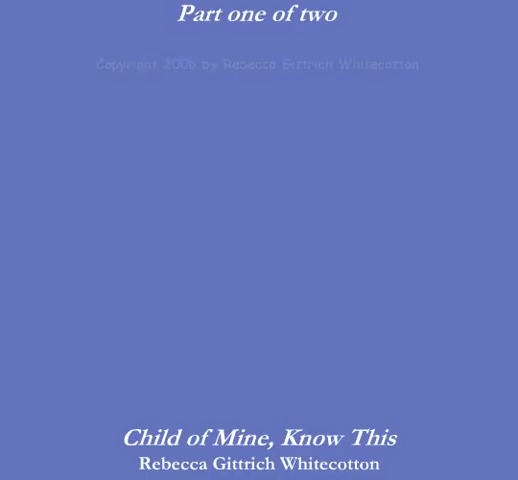 Part one of two
Copyright 2006 by Rebecca Gittrich Whitecotton
Child of Mine, Know This
Rebecca Gittrich Whitecotton